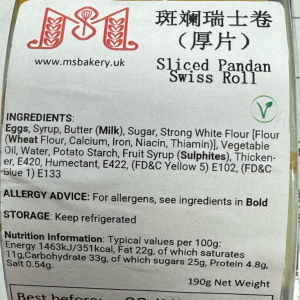 斑斓瑞士卷
（厚片）
www.msbakery.uk
Sliced Pandan
Swiss Roll
INGREDIENTS:
Eggs, Syrup, Butter (Milk), Sugar, Strong White Flour [Flour
(Wheat Flour, Calcium, Iron, Niacin, Thiamin)], Vegetable
Oil, Water, Potato Starch, Fruit Syrup (Sulphites), Thicken-
er, E420, Humectant, E422, (FD&C Yellow 5) E102, (FD&C
Blue 1) E133
ALLERGY ADVICE: For allergens, see ingredients in Bold
STORAGE: Keep refrigerated
Nutrition Information: Typical values per 100g:
Energy 1463kJ/351kcal, Fat 22g, of which saturates
11g,Carbohydrate 33g, of which sugars 25g, Protein 4.8g,
Salt 0.54g.
190g Net Weight
Best before: